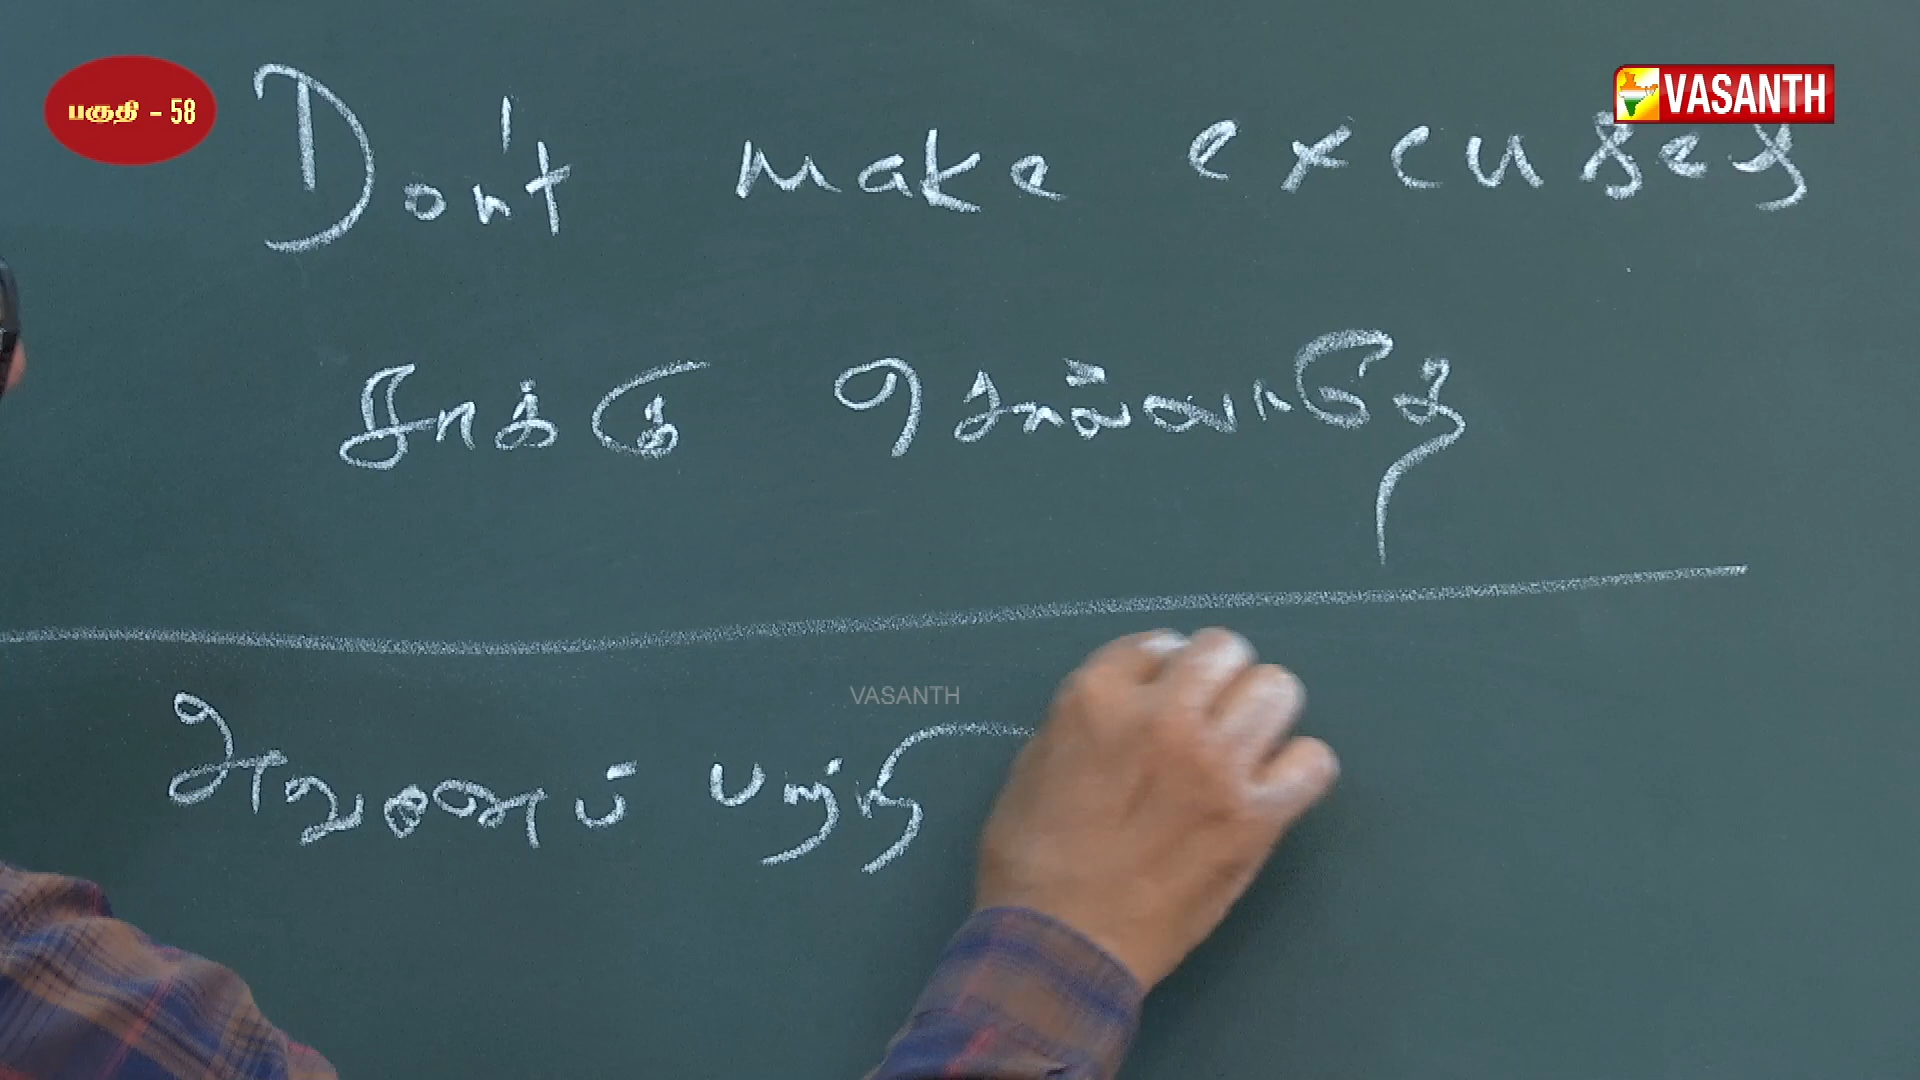 பகுதி - 58
VASANTH
Don't make excuses
சாக்கு சொல்லாதே
VASANTH
அவனைப் பற்றி